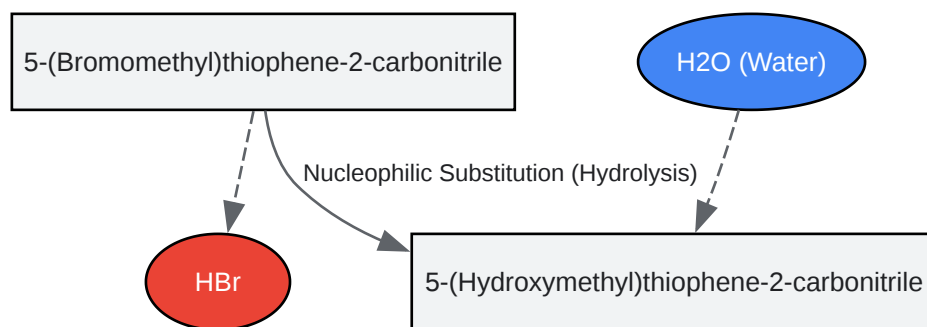 5-(Bromomethyl)thiophene-2-carbonitrile
H2O (Water)
Nucleophilic Substitution (Hydrolysis)
HBr
5-(Hydroxymethyl)thiophene-2-carbonitrile